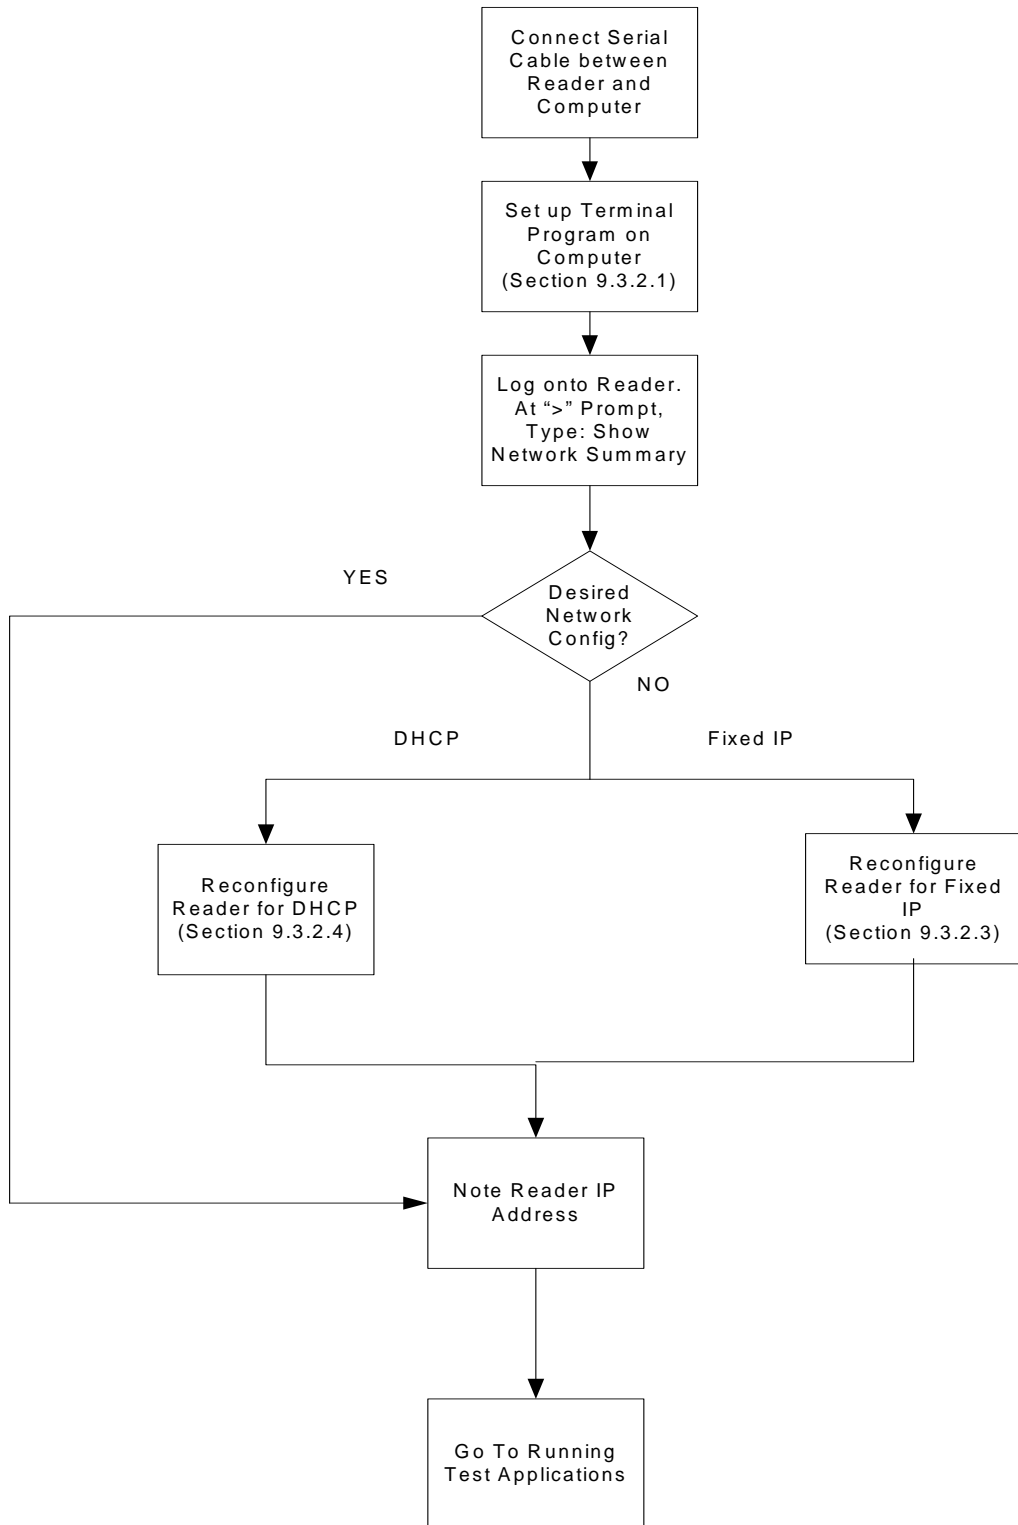 Connect Serial
Cable between
Reader and
Computer
Set up Terminal
Program on
Computer
(Section 9.3.2.1)
Log onto Reader.
At “>” Prompt,
Type: Show
Network Summary
YES
Desired
Network
Config?
NO
DHCP
Fixed IP
Reconfigure
Reader for DHCP
(Section 9.3.2.4)
Reconfigure
Reader for Fixed
IP
(Section 9.3.2.3)
Note Reader IP
Address
Go To Running
Test Applications